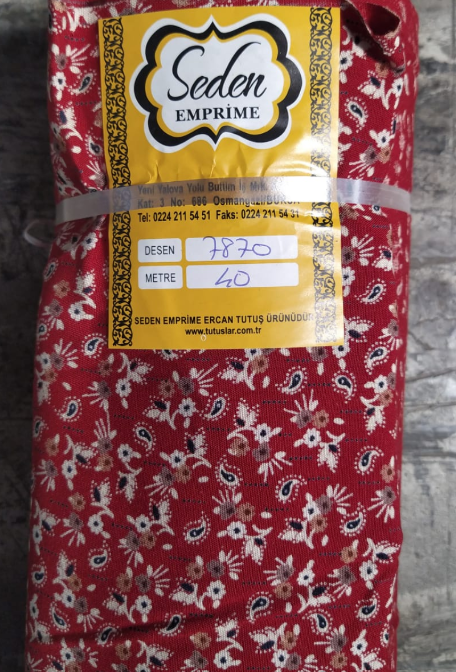 Seden
EMPRİME
Yeni Yalova Yolu Buttim İş Mrk.
Kat: 3 No: 686 Osmangazi/BURSA
Tel: 0224 211 54 51 Faks: 0224 211 54 31
DESEN 7870
METRE 40
SEDEN EMPRİME ERCAN TUTUŞ ÜRÜNÜDÜR
www.tutuslar.com.tr